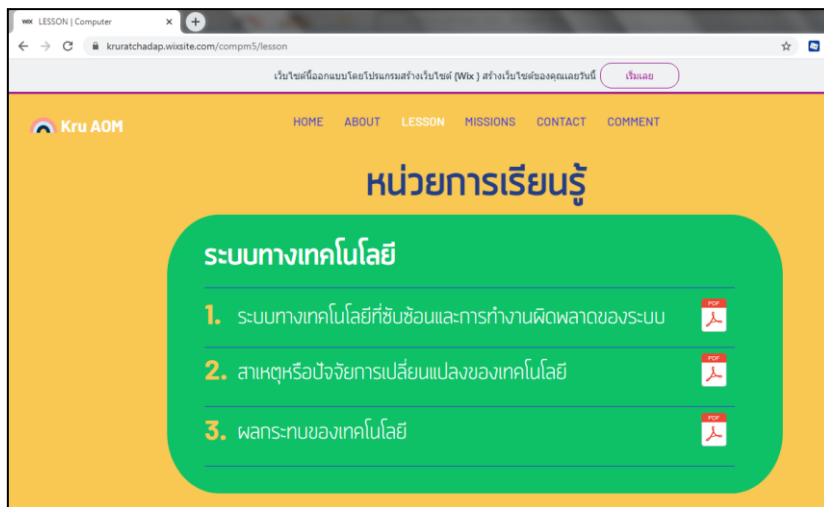 WiX LESSON | Computer
kruratchadap.wixsite.com/compm5/lesson
เว็บไซต์นี้ออกแบบโดยโปรแกรมสร้างเว็บไซต์ (Wix ) สร้างเว็บไซต์ของคุณเลยวันนี้ เริ่มเลย
Kru AOM HOME ABOUT LESSON MISSIONS CONTACT COMMENT
หน่วยการเรียนรู้
ระบบทางเทคโนโลยี
1. ระบบทางเทคโนโลยีที่ซับซ้อนและการทำงานผิดพลาดของระบบ PDF
2. สาเหตุหรือปัจจัยการเปลี่ยนแปลงของเทคโนโลยี PDF
3. ผลกระทบของเทคโนโลยี PDF